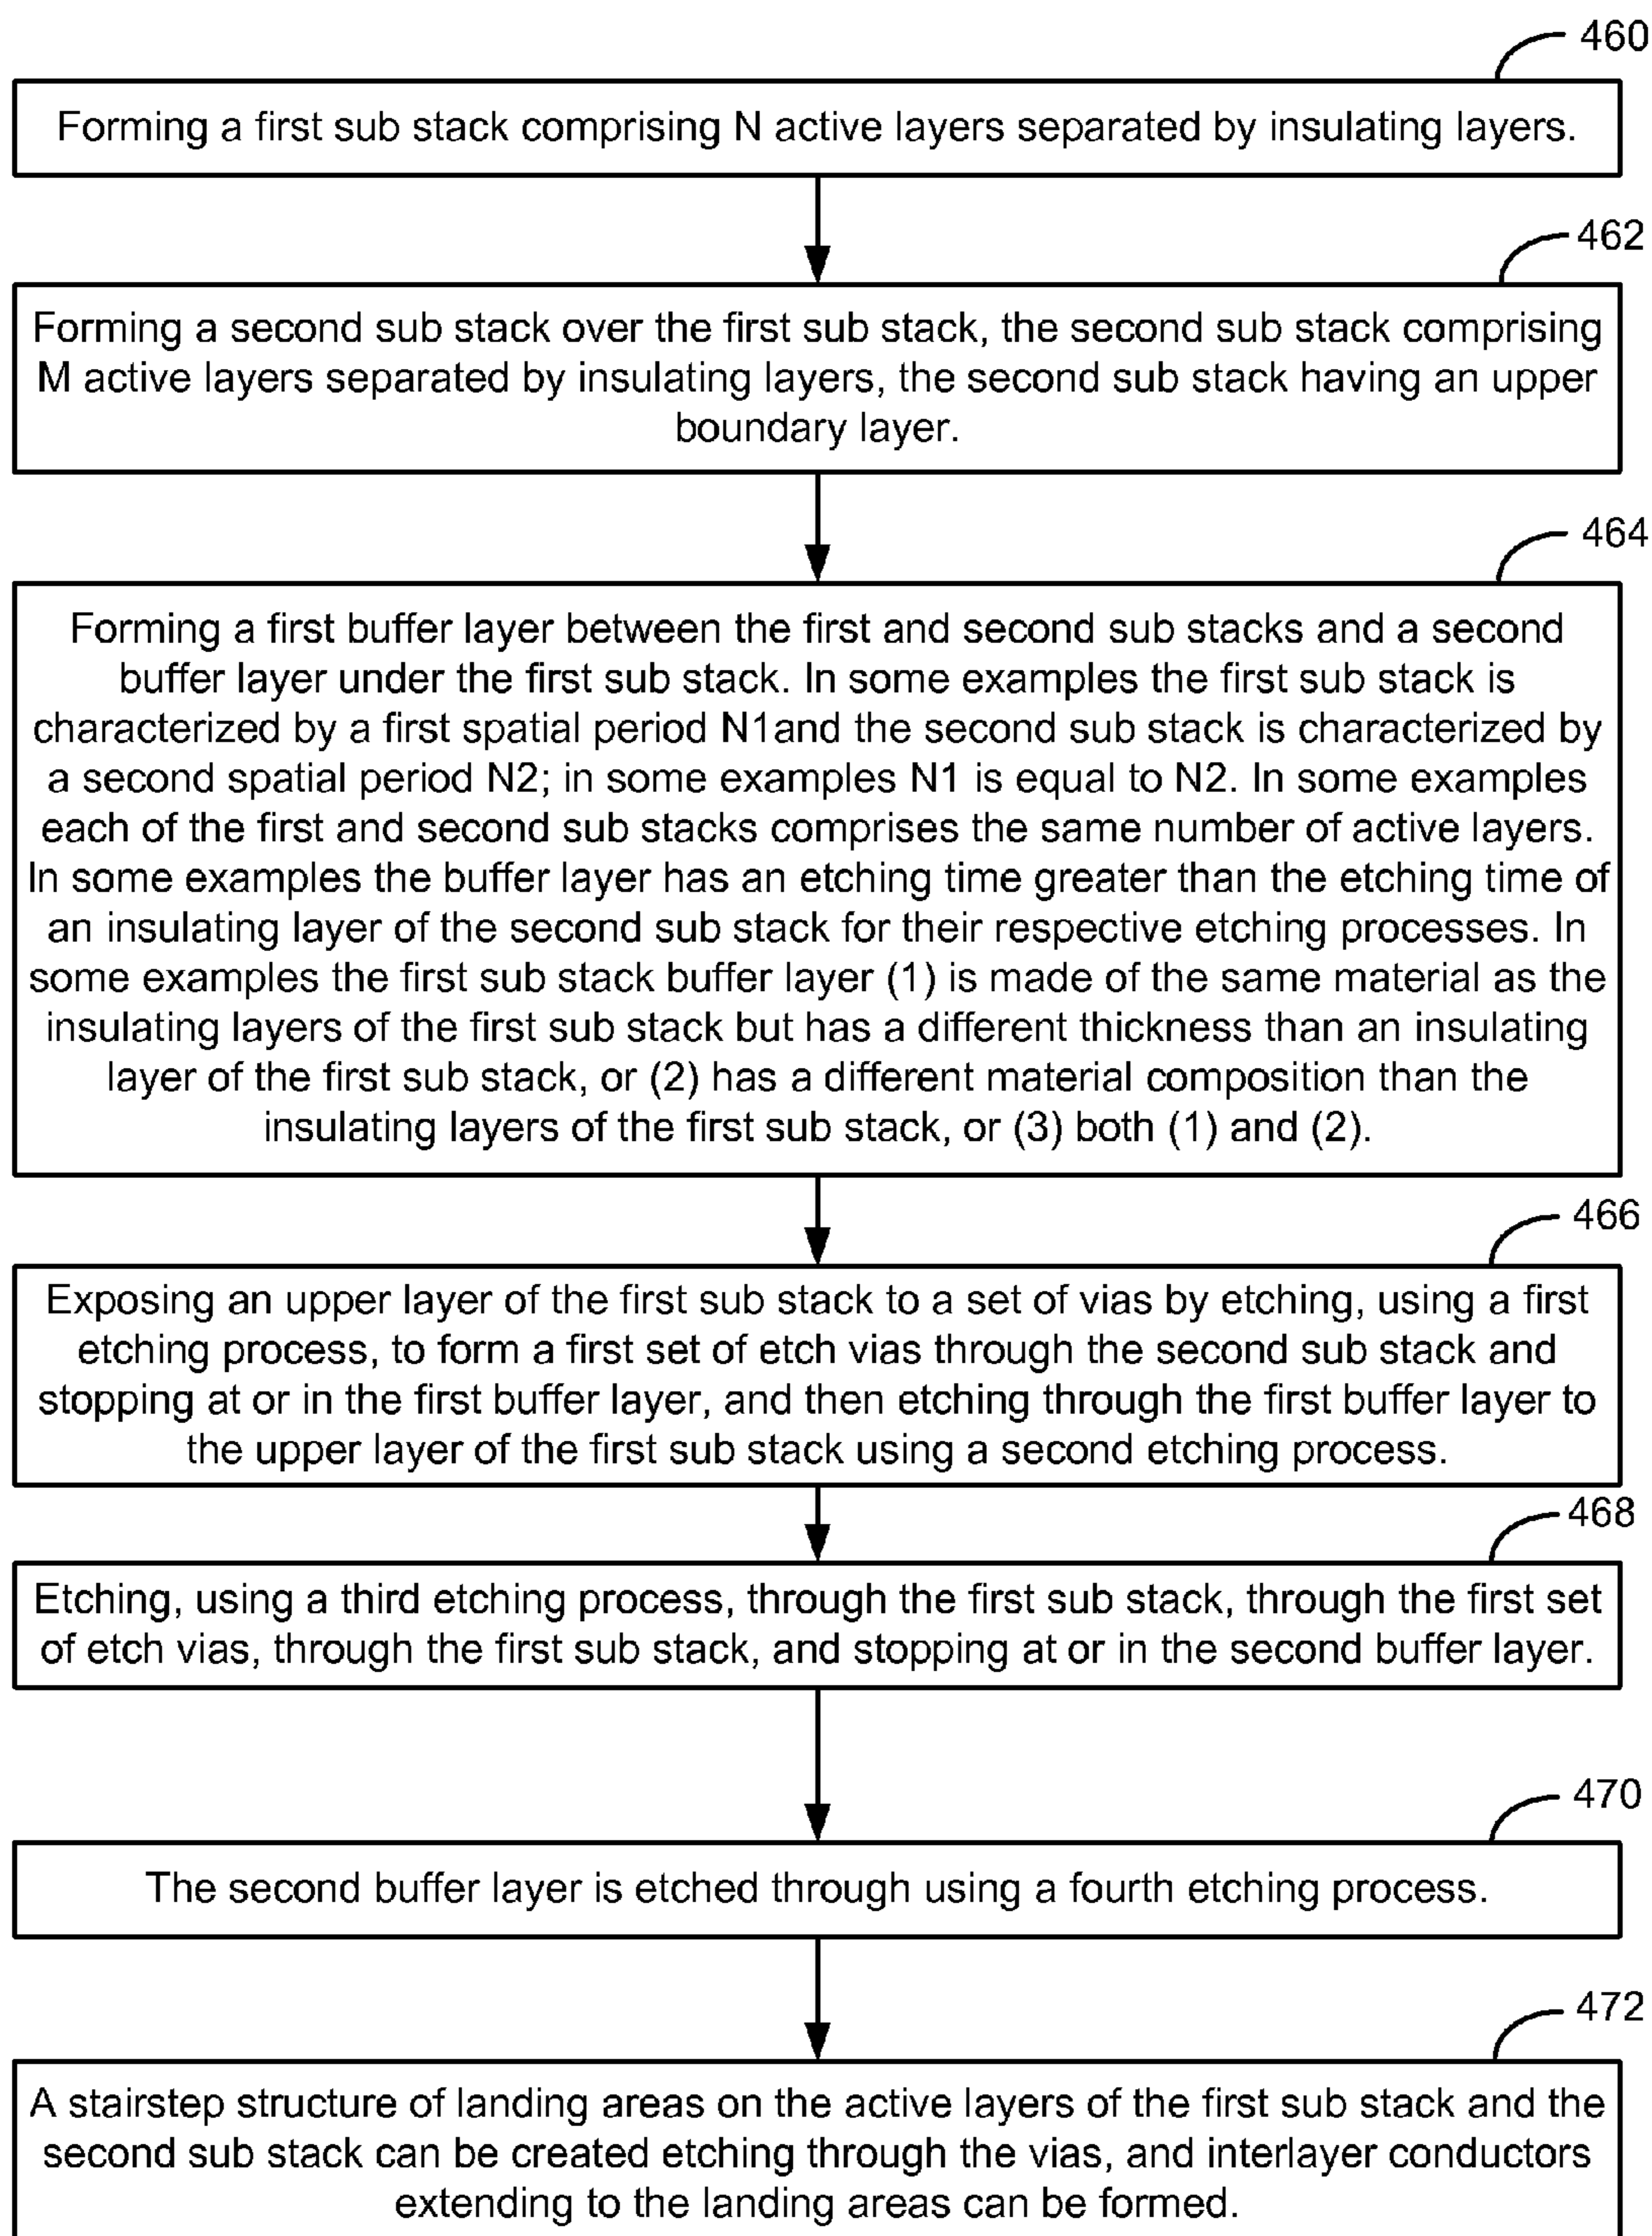 460
Forming a first sub stack comprising N active layers separated by insulating layers.
462
Forming a second sub stack over the first sub stack, the second sub stack comprising
M active layers separated by insulating layers, the second sub stack having an upper
boundary layer.
464
Forming a first buffer layer between the first and second sub stacks and a second
buffer layer under the first sub stack. In some examples the first sub stack is
characterized by a first spatial period N1and the second sub stack is characterized by
a second spatial period N2; in some examples N1 is equal to N2. In some examples
each of the first and second sub stacks comprises the same number of active layers.
In some examples the buffer layer has an etching time greater than the etching time of
an insulating layer of the second sub stack for their respective etching processes. In
some examples the first sub stack buffer layer (1) is made of the same material as the
insulating layers of the first sub stack but has a different thickness than an insulating
layer of the first sub stack, or (2) has a different material composition than the
insulating layers of the first sub stack, or (3) both (1) and (2).
466
Exposing an upper layer of the first sub stack to a set of vias by etching, using a first
etching process, to form a first set of etch vias through the second sub stack and
stopping at or in the first buffer layer, and then etching through the first buffer layer to
the upper layer of the first sub stack using a second etching process.
468
Etching, using a third etching process, through the first sub stack, through the first set
of etch vias, through the first sub stack, and stopping at or in the second buffer layer.
470
The second buffer layer is etched through using a fourth etching process.
472
A stairstep structure of landing areas on the active layers of the first sub stack and the
second sub stack can be created etching through the vias, and interlayer conductors
extending to the landing areas can be formed.